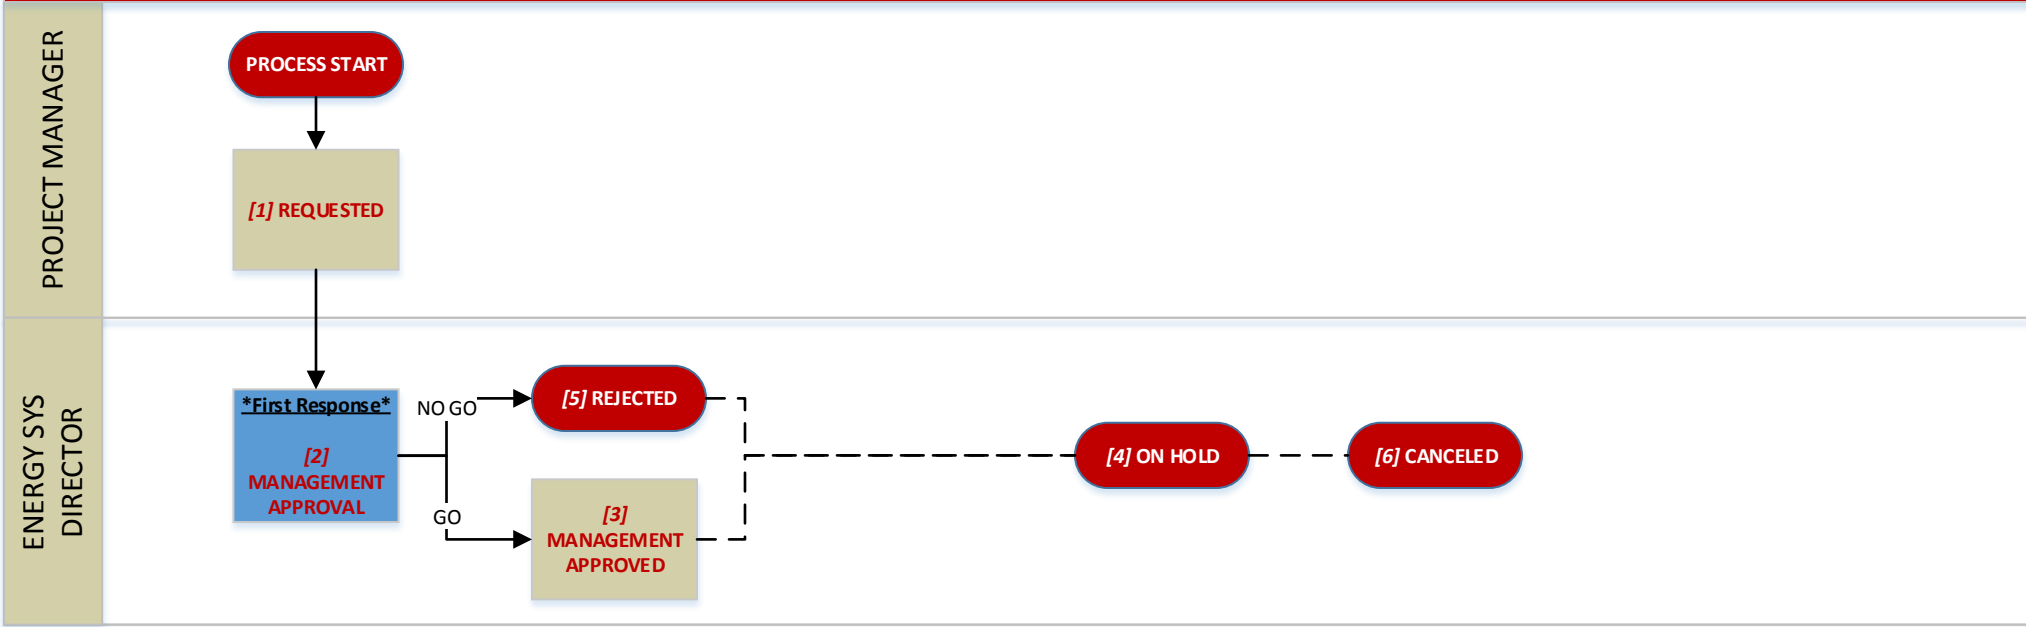 PROJECT MANAGER
PROCESS START
[1] REQUESTED
ENERGY SYS
DIRECTOR
*First Response*
[2]
MANAGEMENT
APPROVAL
NO GO
GO
[5] REJECTED
[3]
MANAGEMENT
APPROVED
[4] ON HOLD
[6] CANCELED